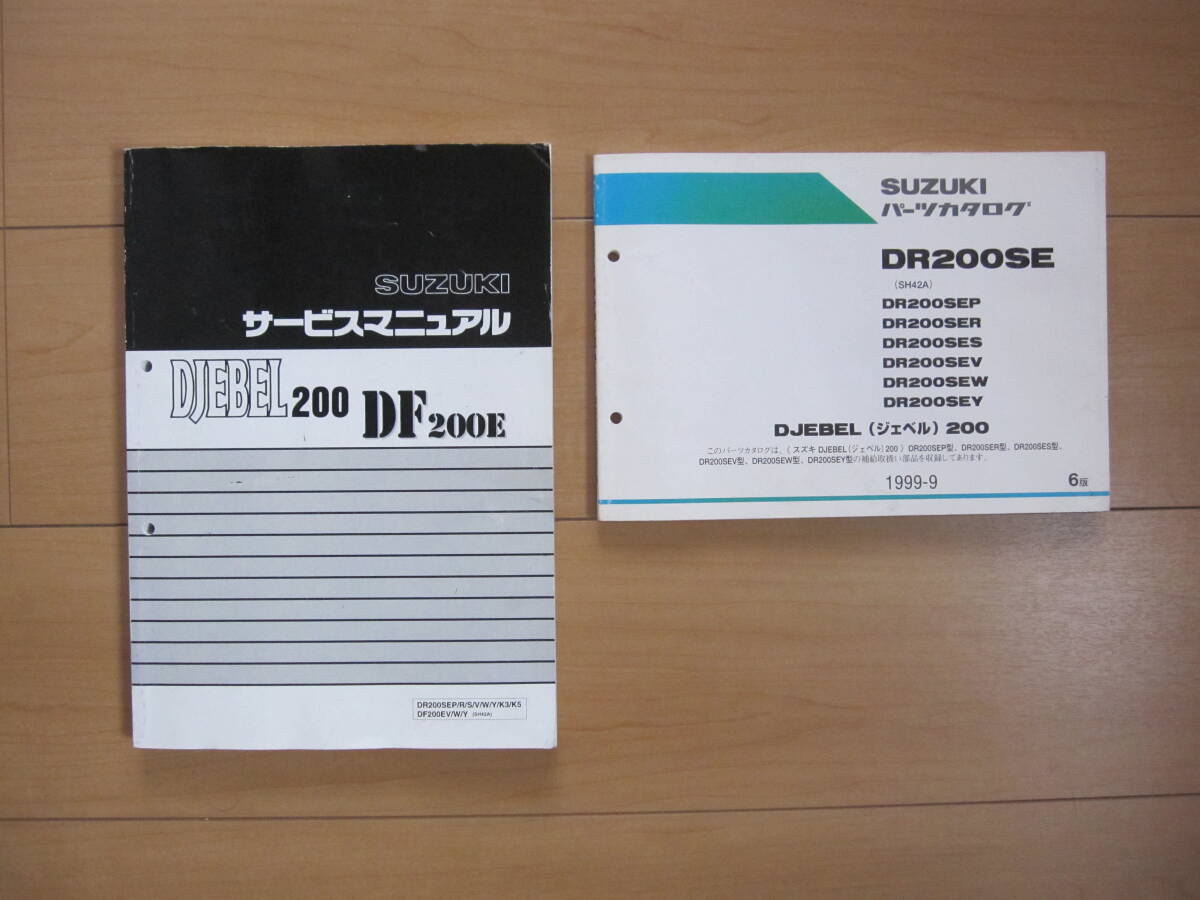 SUZUKI
サービスマニュアル
DJEBEL 200 DF 200E
DR200SEP/R/S/V/W/Y/K3/K5
DF200EV/W/Y (SH42A)
SUZUKI
パーツカタログ
DR200SE
(SH42A)
DR200SEP
DR200SER
DR200SES
DR200SEV
DR200SEW
DR200SEY
DJEBEL (ジェベル) 200
このパーツカタログは、《スズキ DJEBEL (ジェベル) 200》DR200SEP型、DR200SER型、DR200SES型、
DR200SEV型、DR200SEW型、DR200SEY型の補給取扱い部品を収録してあります。
1999-9 6版